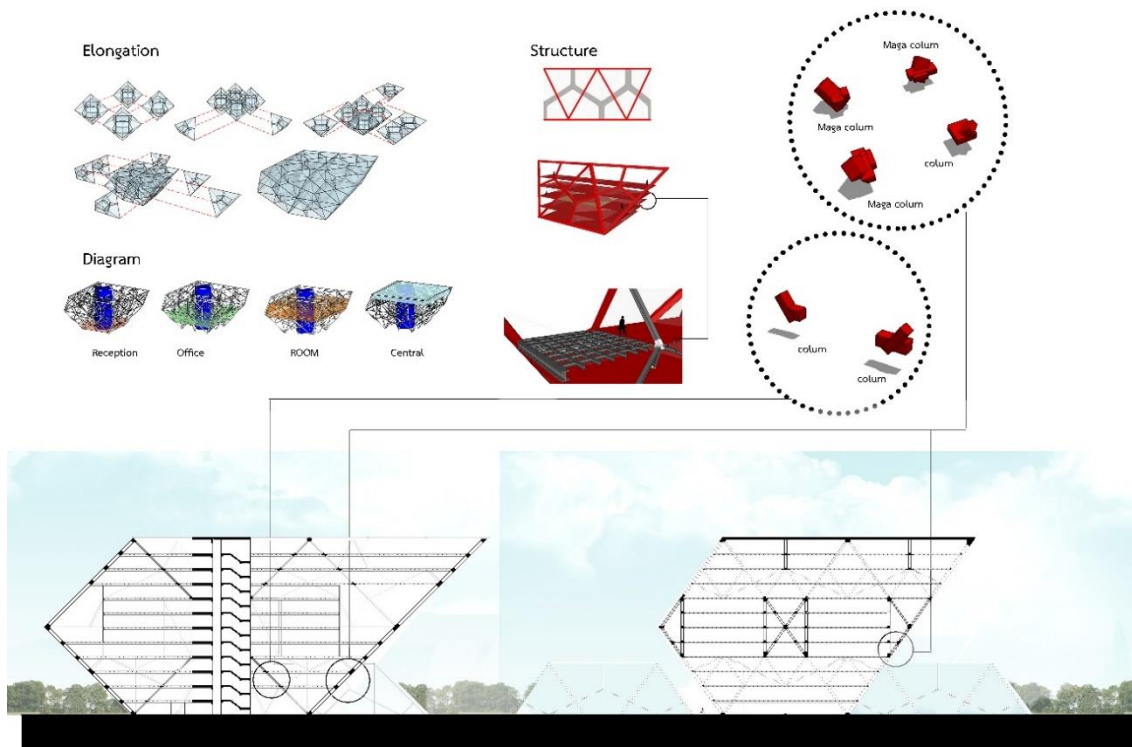 Elongation
Structure
Maga colum
Maga colum
colum
Maga colum
Diagram
Reception
Office
ROOM
Central
colum
colum